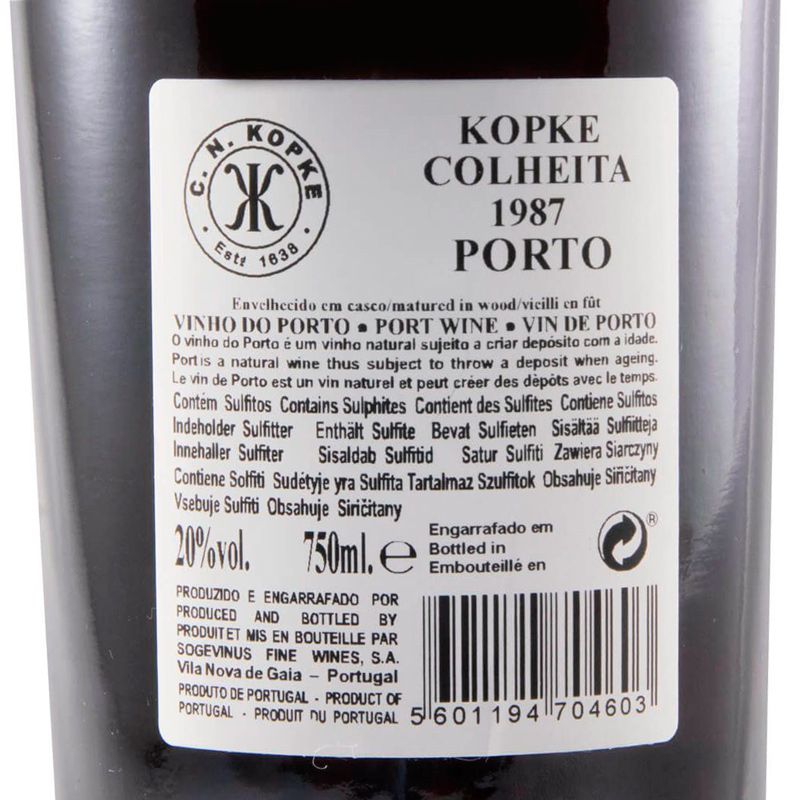 C. N. KOPKE
Estd 1638
KOPKE
COLHEITA
1987
PORTO
Envelhecido em casco/matured in wood/vieilli en fût
VINHO DO PORTO • PORT WINE • VIN DE PORTO
O vinho do Porto é um vinho natural sujeito a criar depósito com a idade.
Port is a natural wine thus subject to throw a deposit when ageing.
Le vin de Porto est un vin naturel et peut créer des dépôts avec le temps.
Contém Sulfitos Contains Sulphites Contient des Sulfites Contiene Sulfitos
Indeholder Sulfitter Enthält Sulfite Bevat Sulfieten Sisältää Sulfiitteja
Innehaller Sulfiter Sisaldab Sulfitid Satur Sulfiti Zawiera Siarczyny
Contiene Solfiti Sudétyje yra Sulfita Tartalmaz Szulfitok Obsahuje Siřičitany
Vsebuje Sulfiti Obsahuje Siričitany
20%vol. 750ml. ℮
Engarrafado em
Bottled in
Embouteillé en
®
PRODUZIDO E ENGARRAFADO POR
PRODUCED AND BOTTLED BY
PRODUIT ET MIS EN BOUTEILLE PAR
SOGEVINUS FINE WINES, S.A.
Vila Nova de Gaia - Portugal
PRODUTO DE PORTUGAL - PRODUCT OF
PORTUGAL - PRODUIT DU PORTUGAL
5 601194 704603